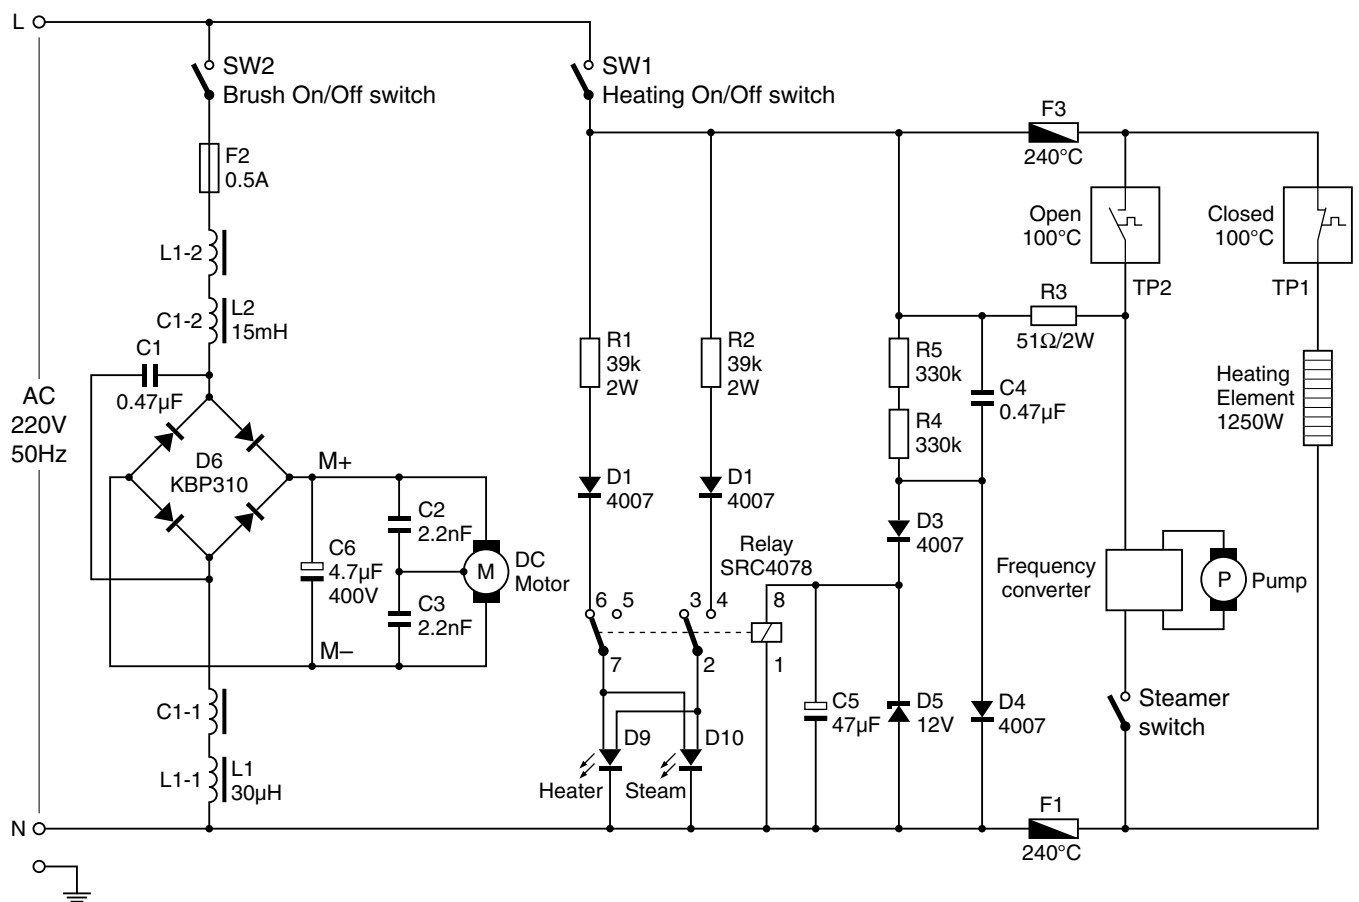 L
SW2
Brush On/Off switch
SW1
Heating On/Off switch
F3
240°C
F2
0.5A
Open
100°C
Closed
100°C
L1-2
TP2
TP1
R3
51Ω/2W
L2
15mH
C1-2
C1
0.47µF
R1
39k
2W
R2
39k
2W
R5
330k
C4
0.47µF
R4
330k
Heating
Element
1250W
AC
220V
50Hz
D6
KBP310
M+
D1
4007
D1
4007
C2
2.2nF
D3
4007
Relay
SRC4078
C6
4.7µF
400V
M
DC
Motor
Frequency
converter
P
Pump
C3
2.2nF
6
5
3
4
8
M–
7
2
1
C1-1
C5
47µF
D5
12V
D4
4007
Steamer
switch
D9
D10
L1-1
L1
30µH
Heater
Steam
F1
240°C
N